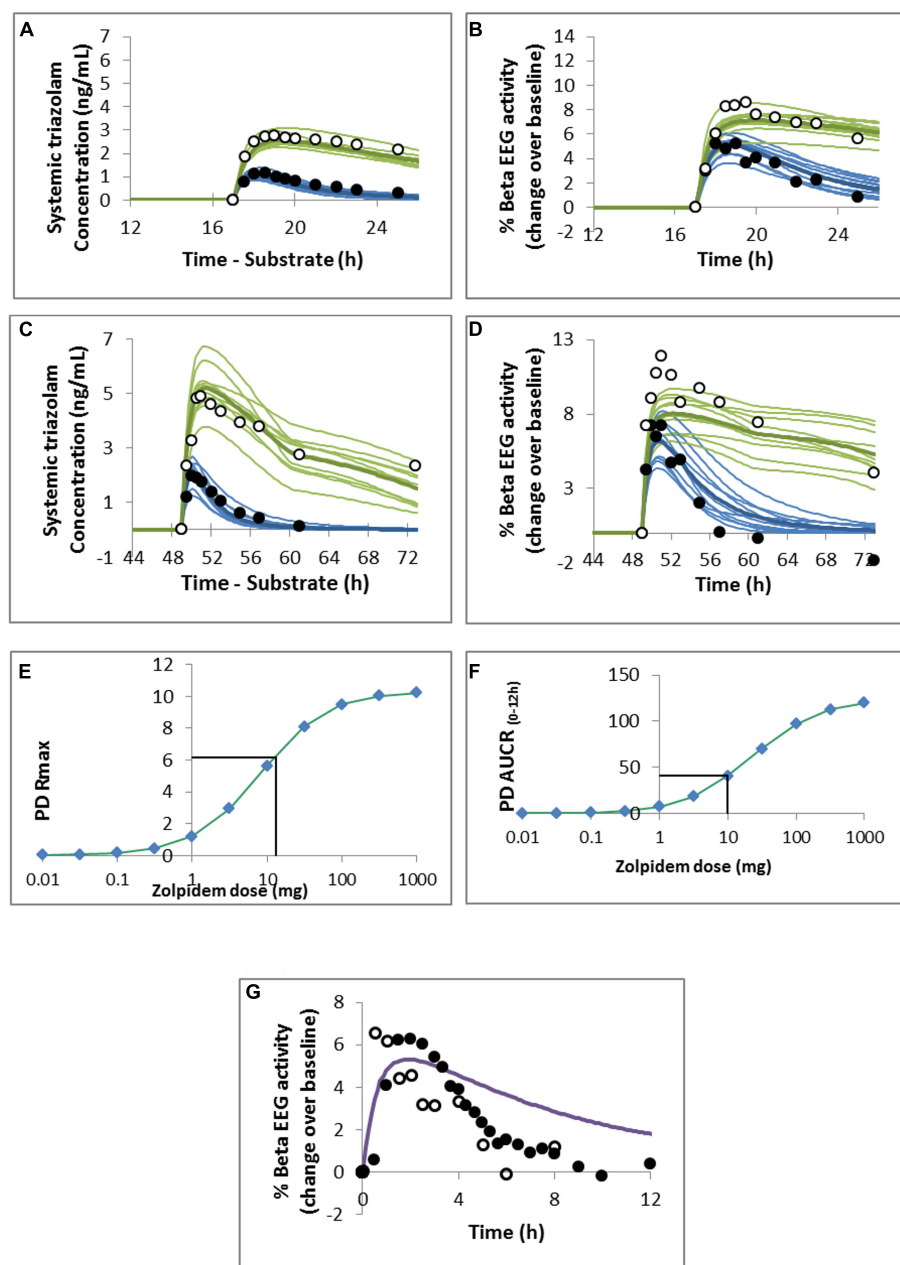 A
Systemic triazolam
Concentration (ng/mL)
7
6
5
4
3
2
1
0
12 16 20 24
Time - Substrate (h)
B
% Beta EEG activity
(change over baseline)
14
12
10
8
6
4
2
0
-2
12 16 20 24
Time (h)
C
Systemic triazolam
Concentration (ng/mL)
7
5
3
1
-1
44 48 52 56 60 64 68 72
Time - Substrate (h)
D
% Beta EEG activity
(change over baseline)
13
8
3
-2
44 48 52 56 60 64 68 72
Time (h)
E
PD Rmax
12
10
8
6
4
2
0
0.01 0.1 1 10 100 1000
Zolpidem dose (mg)
F
PD AUCR (0-12h)
150
100
50
0
0.01 0.1 1 10 100 1000
Zolpidem dose (mg)
G
% Beta EEG activity
(change over baseline)
8
6
4
2
0
-2
0 4 8 12
Time (h)